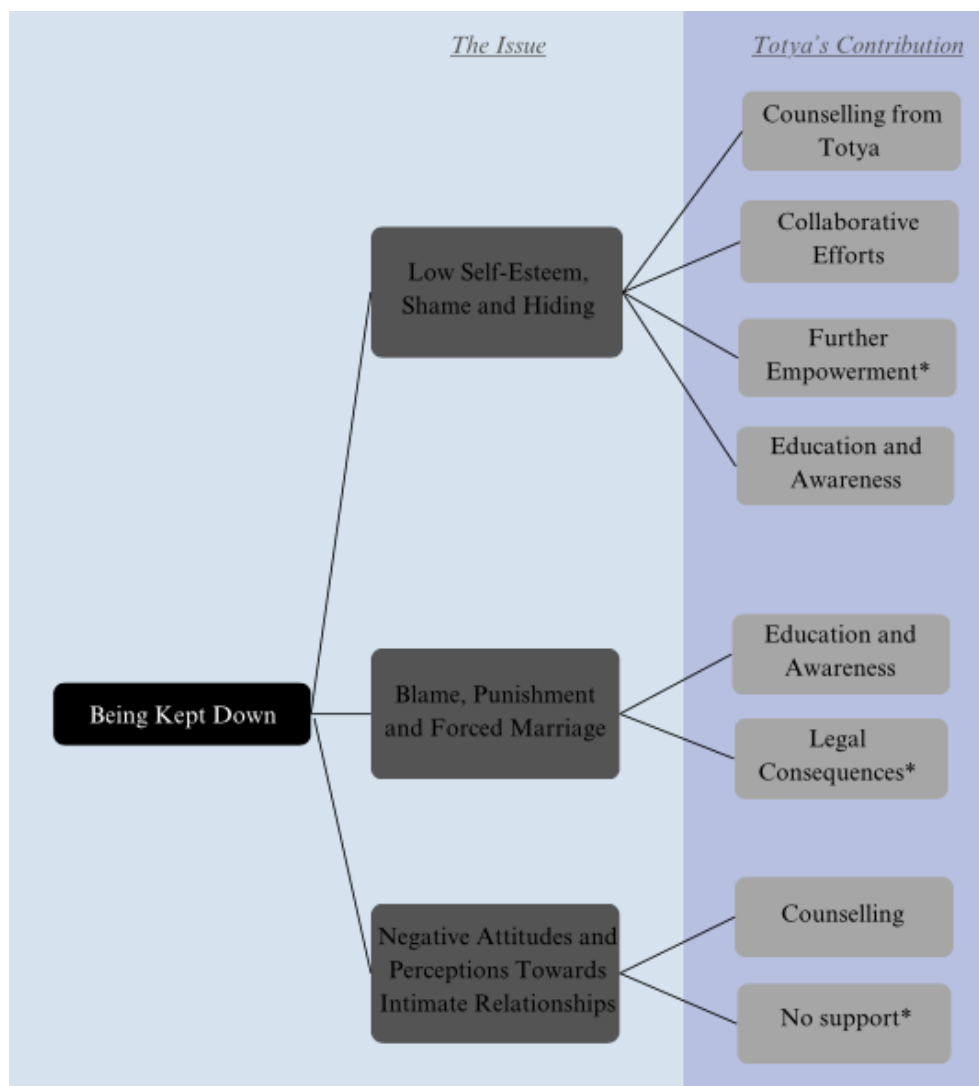 The Issue
Totya's Contribution
Counselling from
Totya
Collaborative
Efforts
Low Self-Esteem,
Shame and Hiding
Further
Empowerment*
Education and
Awareness
Being Kept Down
Blame, Punishment
and Forced Marriage
Education and
Awareness
Legal
Consequences*
Negative Attitudes and
Perceptions Towards
Intimate Relationships
Counselling
No support*